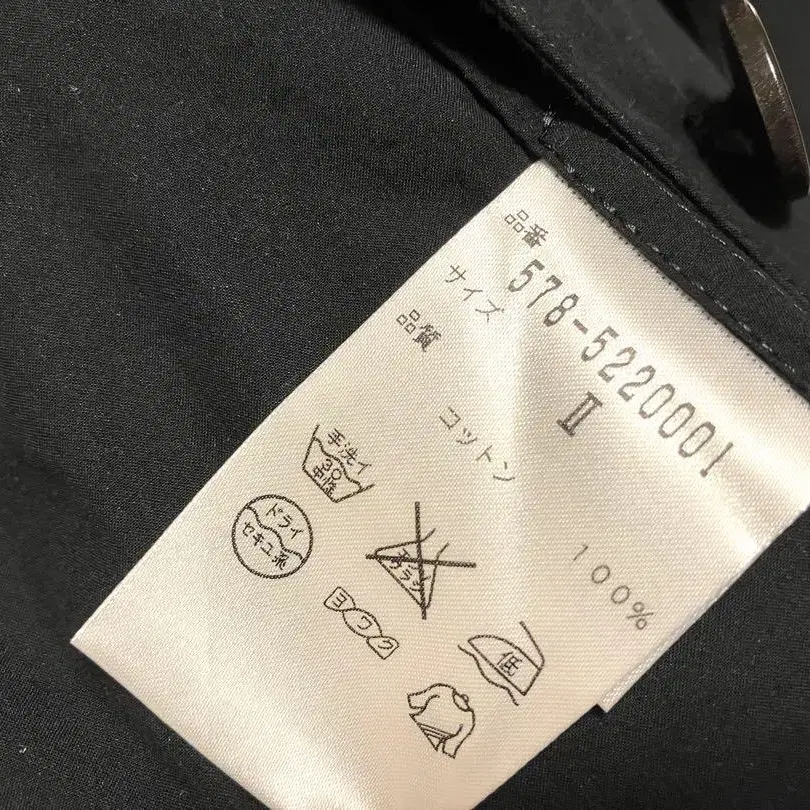 品番 578-5220001
サイズ Ⅱ
品質
コットン 100%
手洗イ
30
中性
ドライ
セキユ系
エンソ
サラシ
ヨワク
低